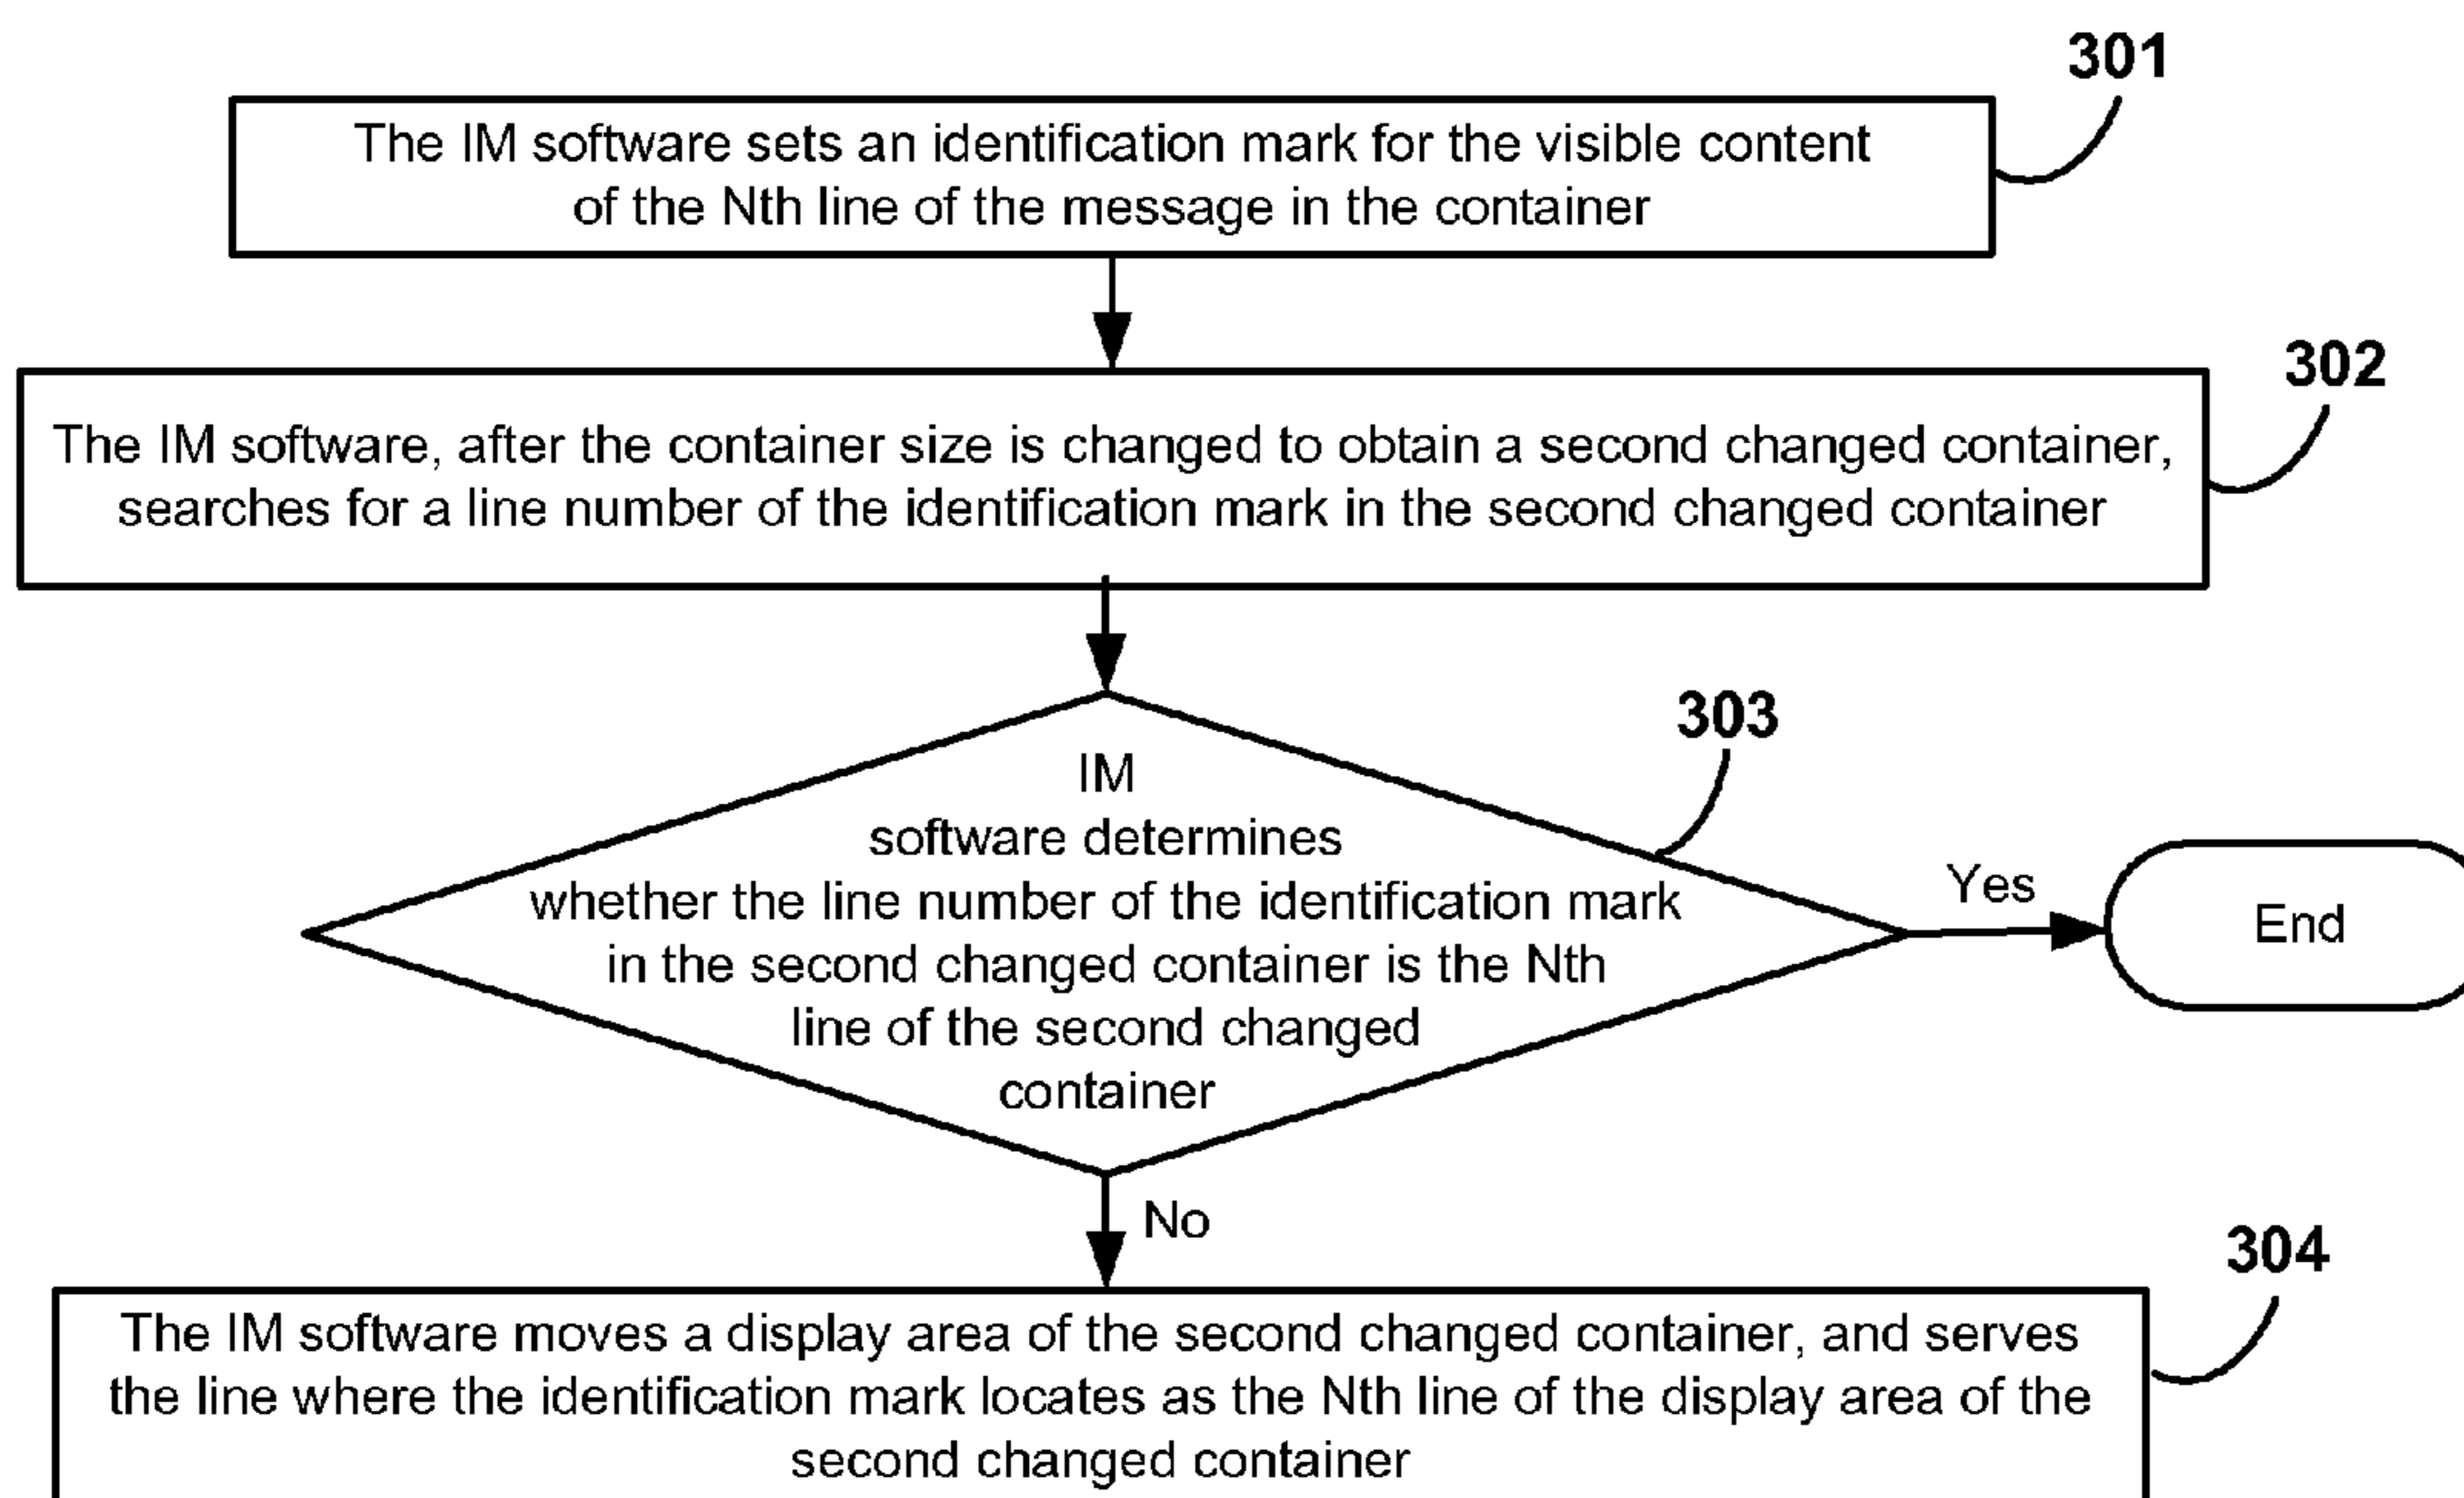 301
The IM software sets an identification mark for the visible content
of the Nth line of the message in the container
302
The IM software, after the container size is changed to obtain a second changed container,
searches for a line number of the identification mark in the second changed container
303
IM
software determines
whether the line number of the identification mark
in the second changed container is the Nth
line of the second changed
container
Yes
End
No
304
The IM software moves a display area of the second changed container, and serves
the line where the identification mark locates as the Nth line of the display area of the
second changed container